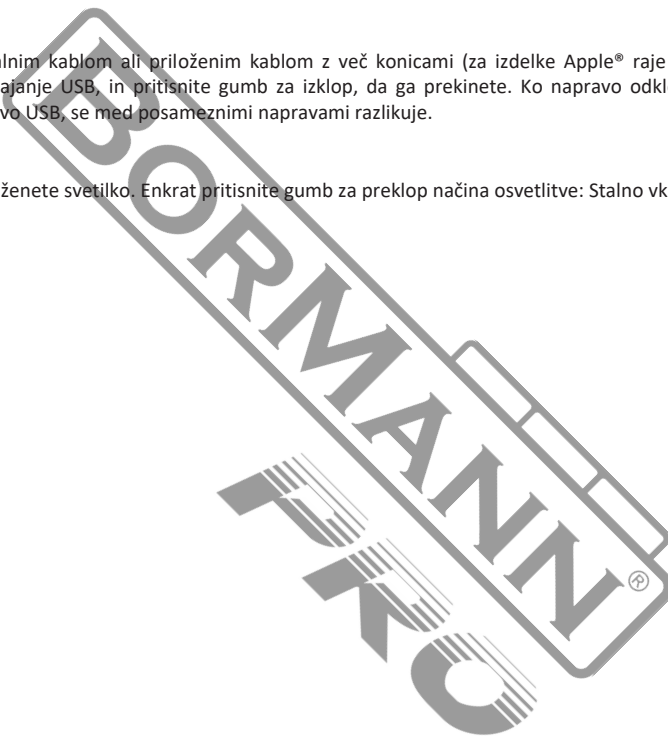 alnim kablom ali priloženim kablom z več konicami (za izdelke Apple® raje
ajanje USB, in pritisnite gumb za izklop, da ga prekinete. Ko napravo odkl
vo USB, se med posameznimi napravami razlikuje.
ženete svetilko. Enkrat pritisnite gumb za preklop načina osvetlitve: Stalno vk
BORMANN®
PRO